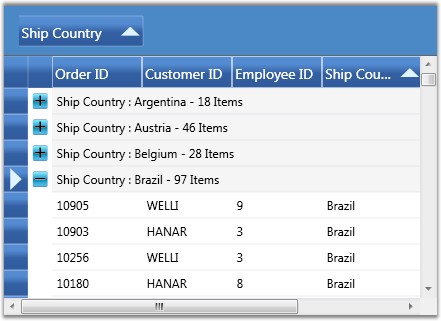 Ship Country
Order ID Customer ID Employee ID Ship Cou...
Ship Country : Argentina - 18 Items
Ship Country : Austria - 46 Items
Ship Country : Belgium - 28 Items
Ship Country : Brazil - 97 Items
10905 WELLI 9 Brazil
10903 HANAR 3 Brazil
10256 WELLI 3 Brazil
10180 HANAR 8 Brazil